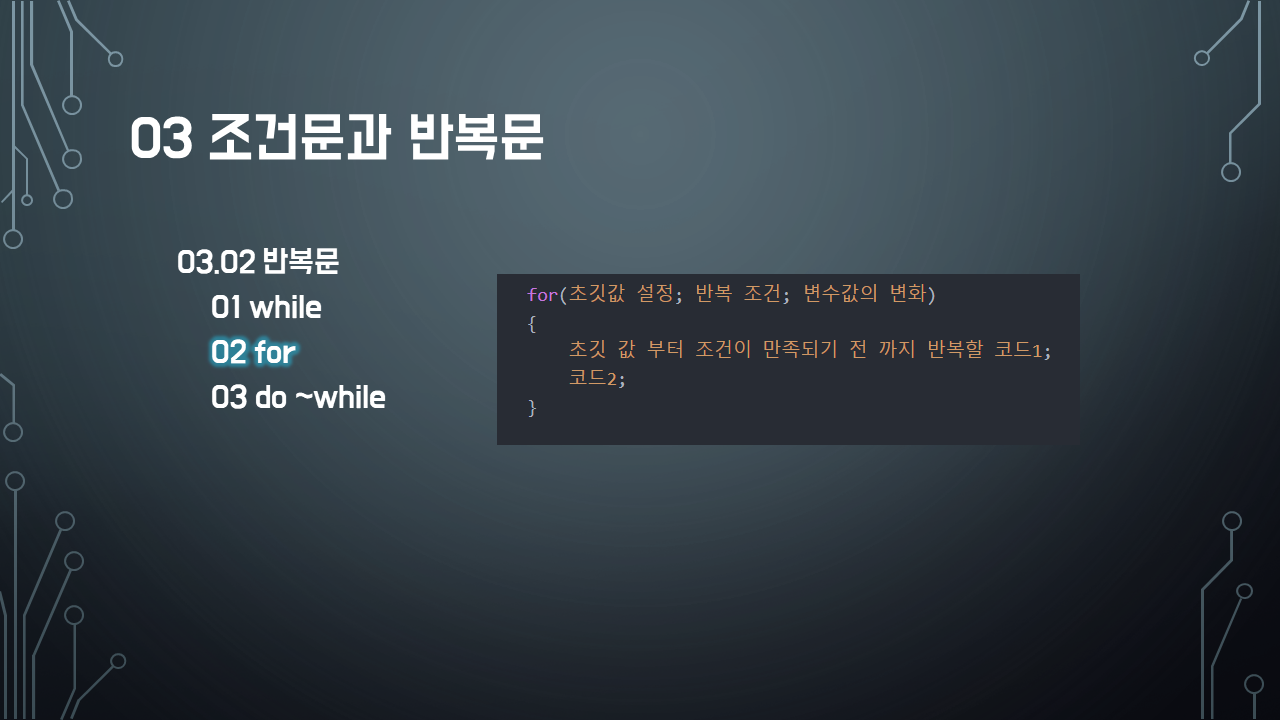 03 조건문과 반복문
03.02 반복문
01 while
02 for
03 do ~while
for(초깃값 설정; 반복 조건; 변수값의 변화)
{
초깃 값 부터 조건이 만족되기 전 까지 반복할 코드1;
코드2;
}